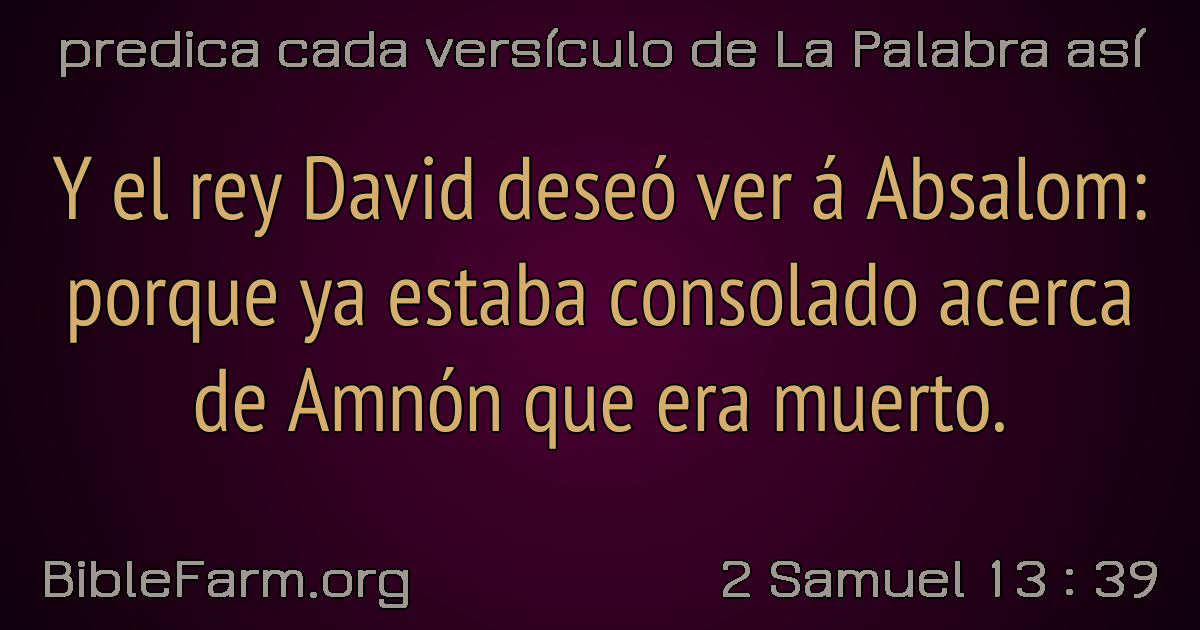 predica cada versículo de La Palabra así
Y el rey David deseó ver á Absalom:
porque ya estaba consolado acerca
de Amnón que era muerto.
BibleFarm.org
2 Samuel 13 : 39